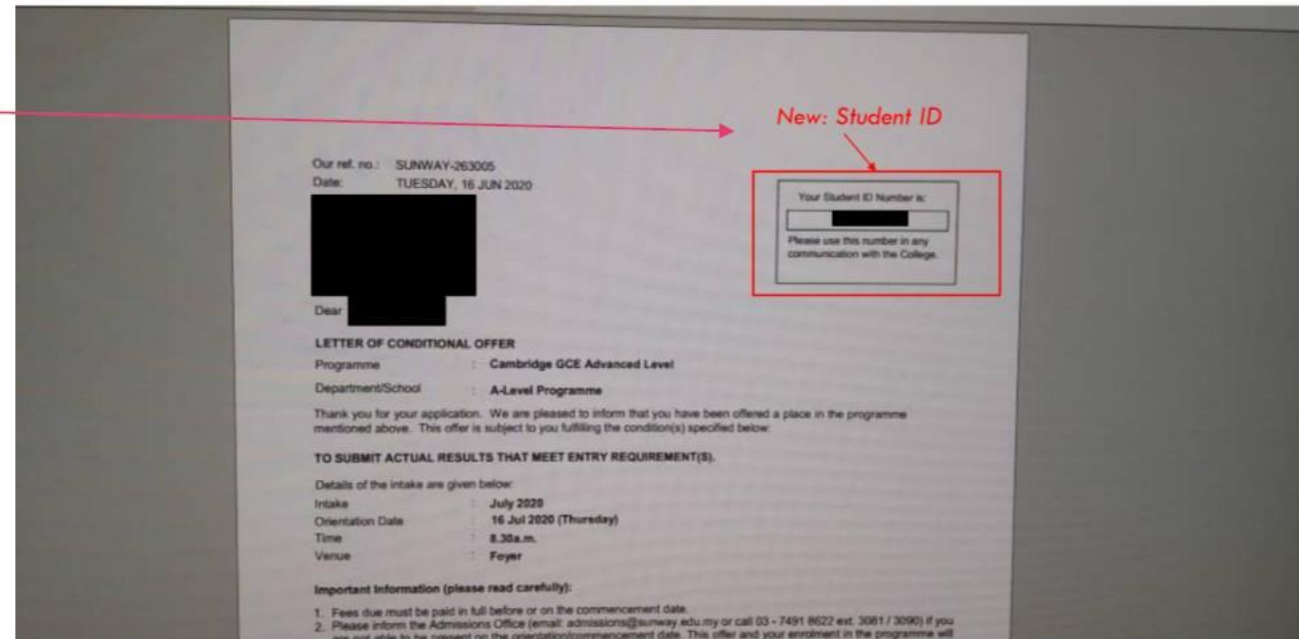 New: Student ID
Our ref. no.: SUNWAY-263005
Date: TUESDAY, 16 JUN 2020
Your Student ID Number is:
Please use this number in any
communication with the College.
Dear
LETTER OF CONDITIONAL OFFER
Programme : Cambridge GCE Advanced Level
Department/School : A-Level Programme
Thank you for your application. We are pleased to inform that you have been offered a place in the programme
mentioned above. This offer is subject to you fulfilling the condition(s) specified below:
TO SUBMIT ACTUAL RESULTS THAT MEET ENTRY REQUIREMENT(S).
Details of the intake are given below:
Intake : July 2020
Orientation Date : 16 Jul 2020 (Thursday)
Time : 8.30a.m.
Venue : Foyer
Important Information (please read carefully):
1. Fees due must be paid in full before or on the commencement date.
2. Please inform the Admissions Office (email: admissions@sunway.edu.my or call 03 - 7491 8622 ext. 3081 / 3090) if you
are not able to be present on the orientation/commencement date. This offer and your enrolment in the programme will